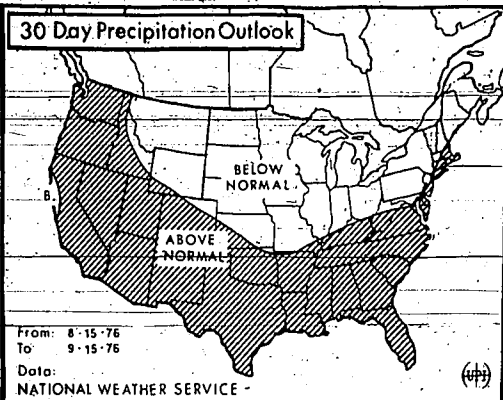 30 Day Precipitation Outlook
BELOW
NORMAL
B.
ABOVE
NORMAL
From: 8-15-76
To 9-15-76
Data:
NATIONAL WEATHER SERVICE -
UPI